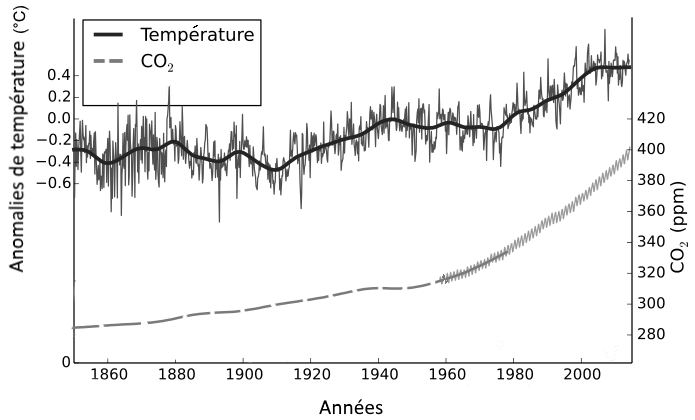 Température
CO₂
Anomalies de température (°C)
0.4
0.2
0.0
−0.2
−0.4
−0.6
0
420
400
380
360
340
320
300
280
CO₂ (ppm)
1860 1880 1900 1920 1940 1960 1980 2000
Années